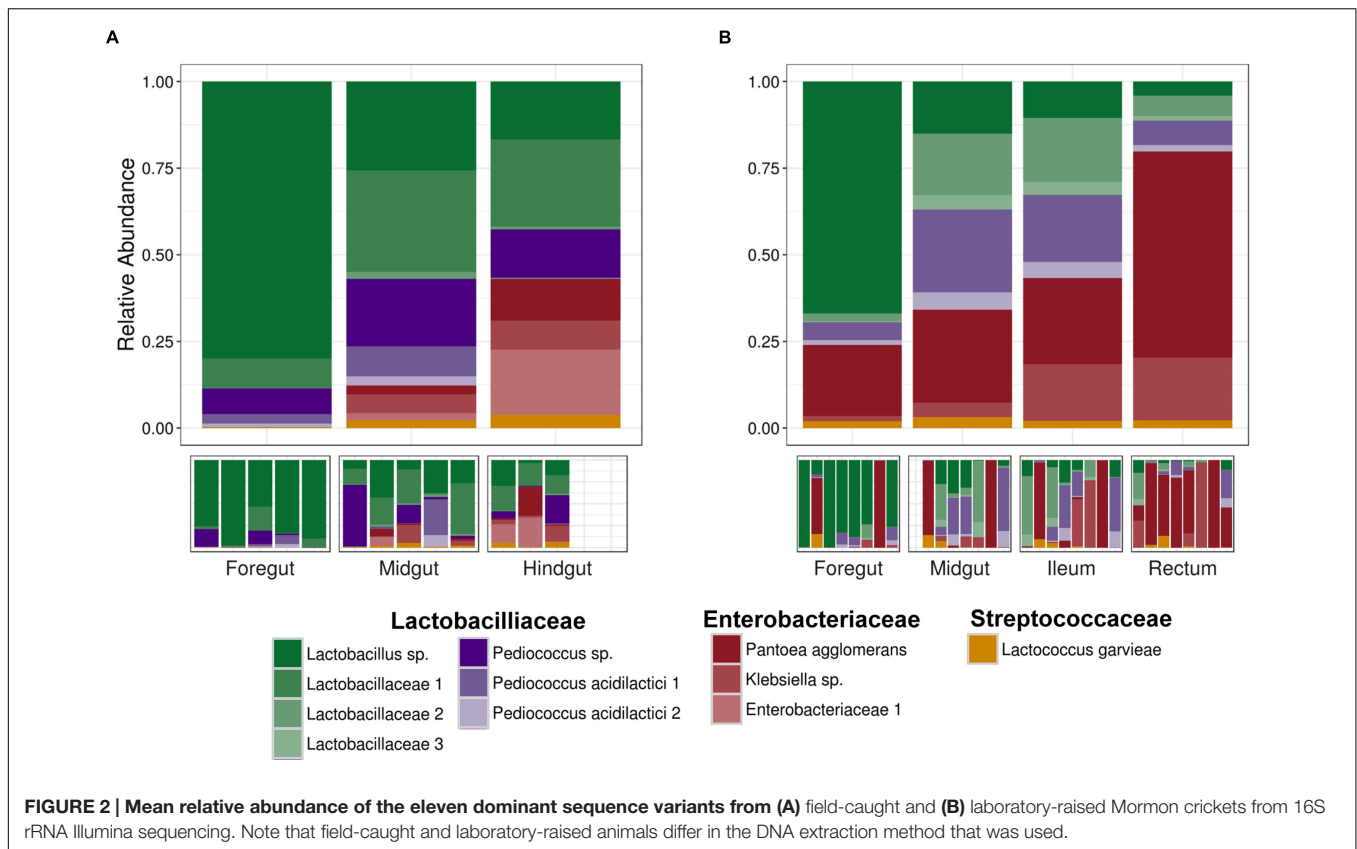 A
B
Relative Abundance
1.00
0.75
0.50
0.25
0.00
1.00
0.75
0.50
0.25
0.00
Foregut
Midgut
Hindgut
Foregut
Midgut
Ileum
Rectum
Lactobacilliaceae
Lactobacillus sp.
Lactobacillaceae 1
Lactobacillaceae 2
Lactobacillaceae 3
Pediococcus sp.
Pediococcus acidilactici 1
Pediococcus acidilactici 2
Enterobacteriaceae
Pantoea agglomerans
Klebsiella sp.
Enterobacteriaceae 1
Streptococcaceae
Lactococcus garvieae
FIGURE 2 | Mean relative abundance of the eleven dominant sequence variants from (A) field-caught and (B) laboratory-raised Mormon crickets from 16S
rRNA Illumina sequencing. Note that field-caught and laboratory-raised animals differ in the DNA extraction method that was used.